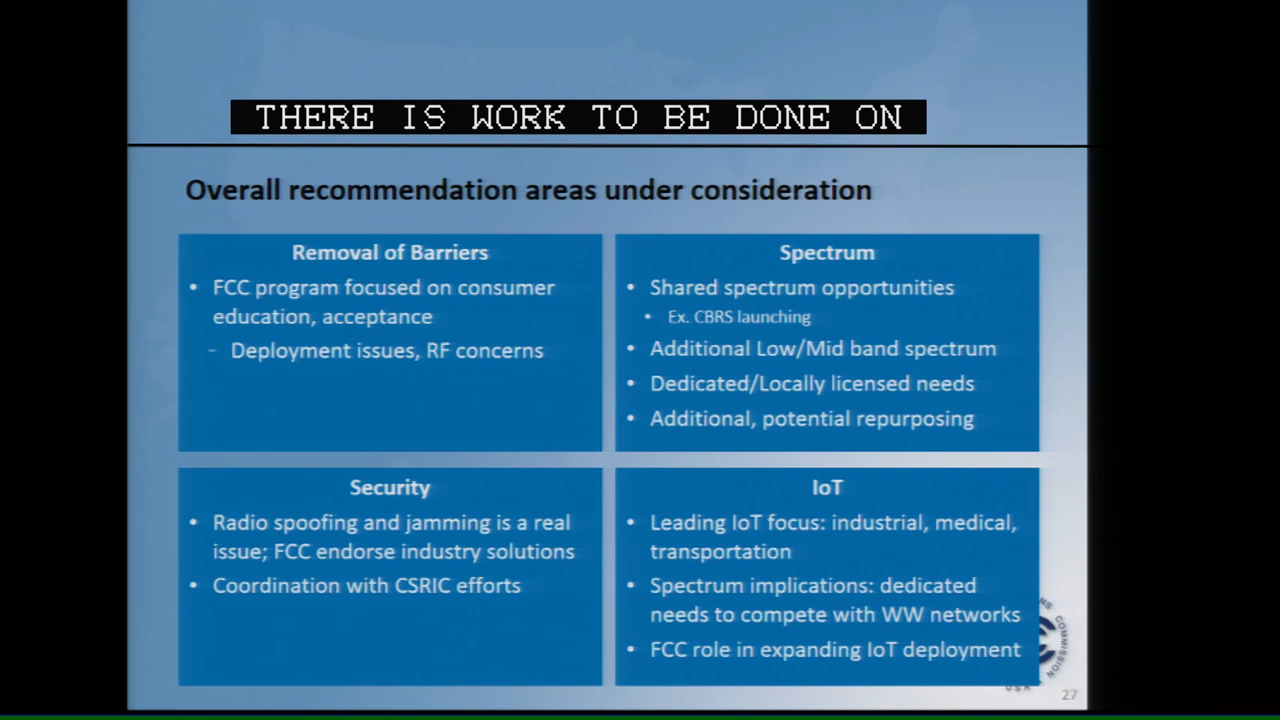 THERE IS WORK TO BE DONE ON
Overall recommendation areas under consideration
Removal of Barriers
• FCC program focused on consumer
education, acceptance
- Deployment issues, RF concerns
Spectrum
• Shared spectrum opportunities
• Ex. CBRS launching
• Additional Low/Mid band spectrum
• Dedicated/Locally licensed needs
• Additional, potential repurposing
Security
• Radio spoofing and jamming is a real
issue; FCC endorse industry solutions
• Coordination with CSRIC efforts
IoT
• Leading IoT focus: industrial, medical,
transportation
• Spectrum implications: dedicated
needs to compete with WW networks
• FCC role in expanding IoT deployment
COMMISSION
27